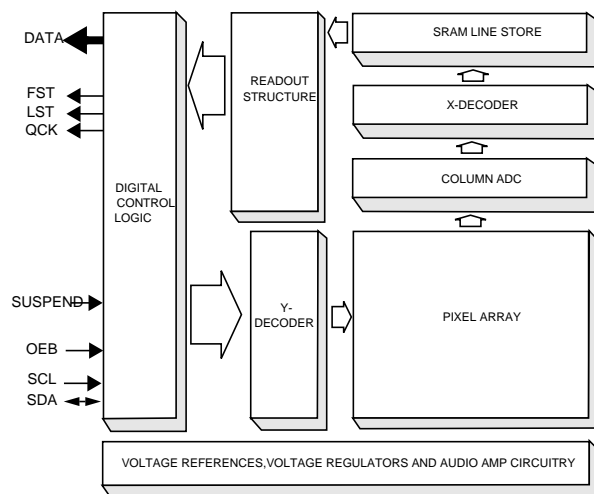 DATA
FST
LST
QCK
SUSPEND
OEB
SCL
SDA
DIGITAL
CONTROL
LOGIC
READOUT
STRUCTURE
Y-
DECODER
SRAM LINE STORE
X-DECODER
COLUMN ADC
PIXEL ARRAY
VOLTAGE REFERENCES,VOLTAGE REGULATORS AND AUDIO AMP CIRCUITRY